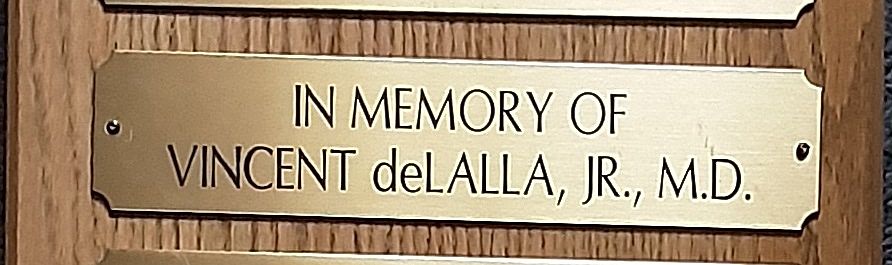 IN MEMORY OF
VINCENT deLALLA, JR., M.D.